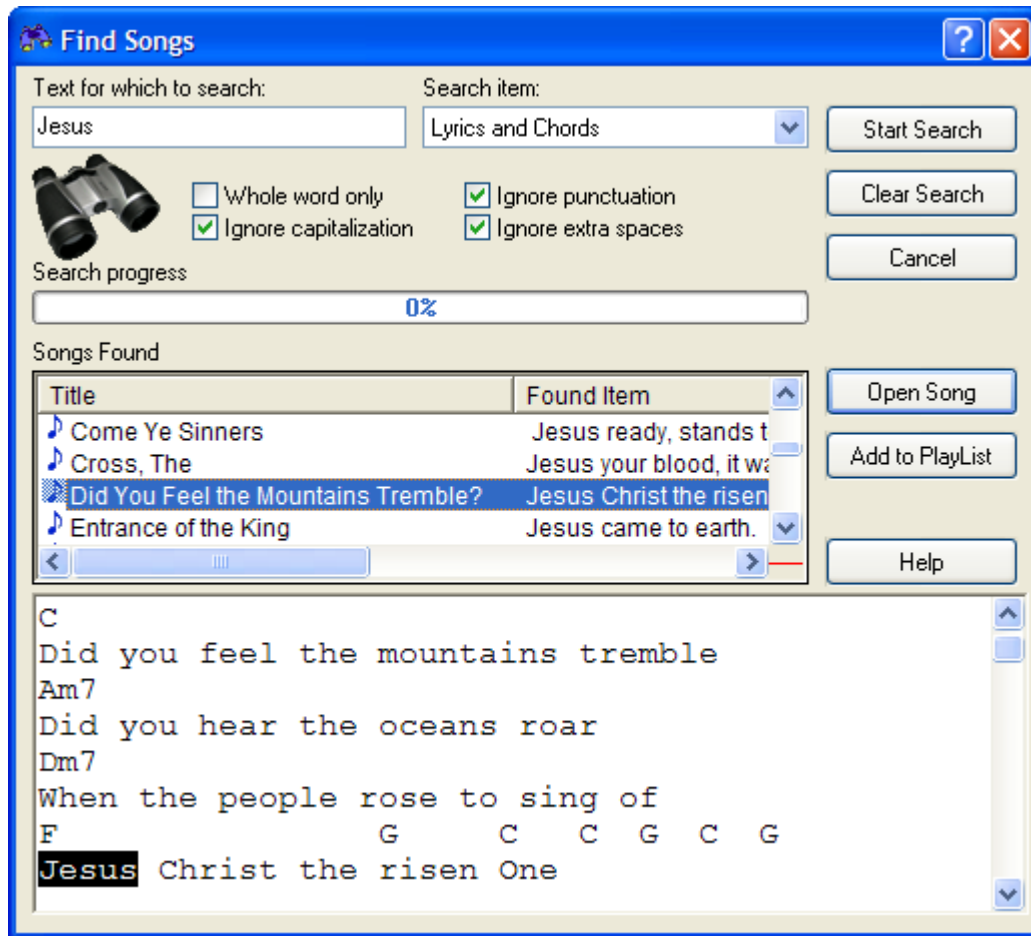 Find Songs
Text for which to search: Search item:
Jesus Lyrics and Chords Start Search
Whole word only Ignore punctuation Clear Search
Ignore capitalization Ignore extra spaces
Cancel
Search progress
0%
Songs Found
Title Found Item Open Song
Come Ye Sinners Jesus ready, stands t
Cross, The Jesus your blood, it wa Add to PlayList
Did You Feel the Mountains Tremble? Jesus Christ the risen
Entrance of the King Jesus came to earth.
Help
C
Did you feel the mountains tremble
Am7
Did you hear the oceans roar
Dm7
When the people rose to sing of
F G C C G C G
Jesus Christ the risen One